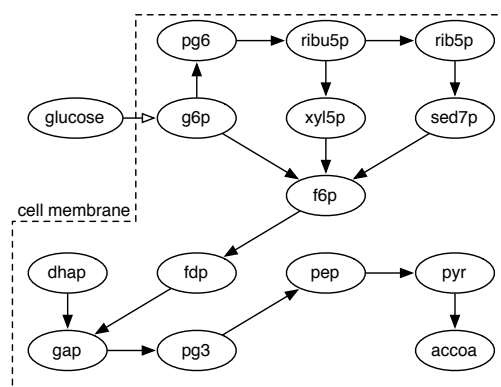 pg6
ribu5p
rib5p
glucose
g6p
xyl5p
sed7p
f6p
cell membrane
dhap
fdp
pep
pyr
gap
pg3
accoa